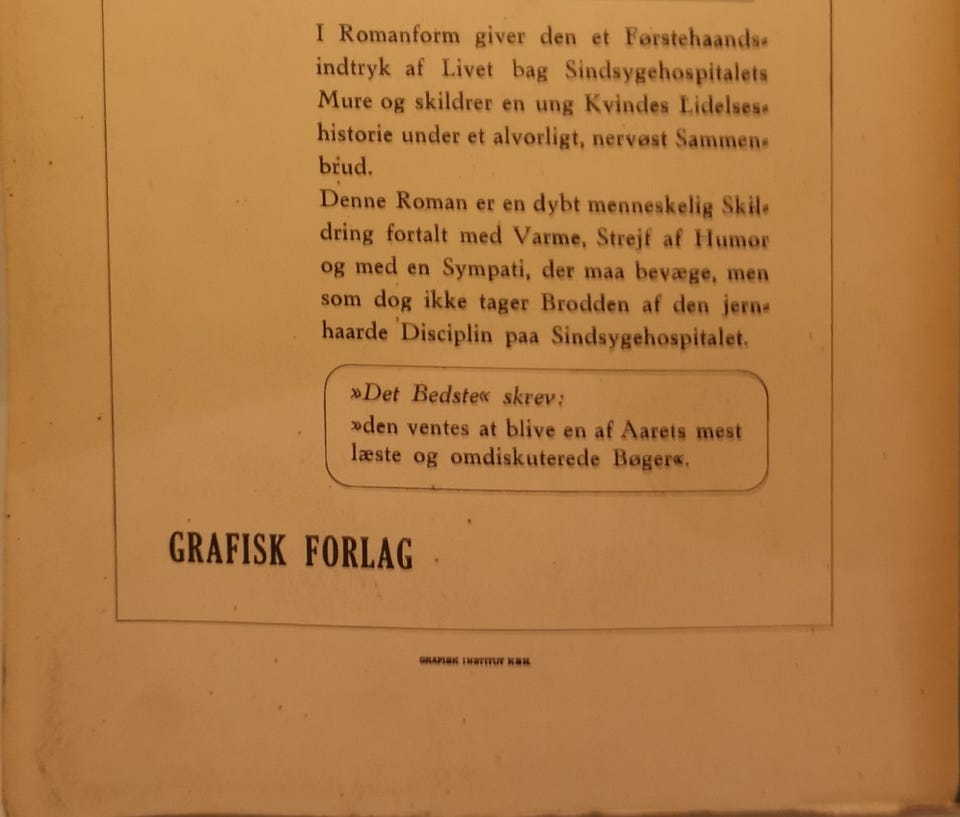 I Romanform giver den et Førstehaands-
indtryk af Livet bag Sindsygehospitalets
Mure og skildrer en ung Kvindes Lidelses-
historie under et alvorligt, nervøst Sammen-
brud.
Denne Roman er en dybt menneskelig Skil-
dring fortalt med Varme, Strejf af Humor
og med en Sympati, der maa bevæge, men
som dog ikke tager Brodden af den jern-
haarde Disciplin paa Sindsygehospitalet.
»Det Bedste« skrev:
»den ventes at blive en af Aarets mest
læste og omdiskuterede Bøger«.
GRAFISK FORLAG
GRAFISK INSTITUT KBH.